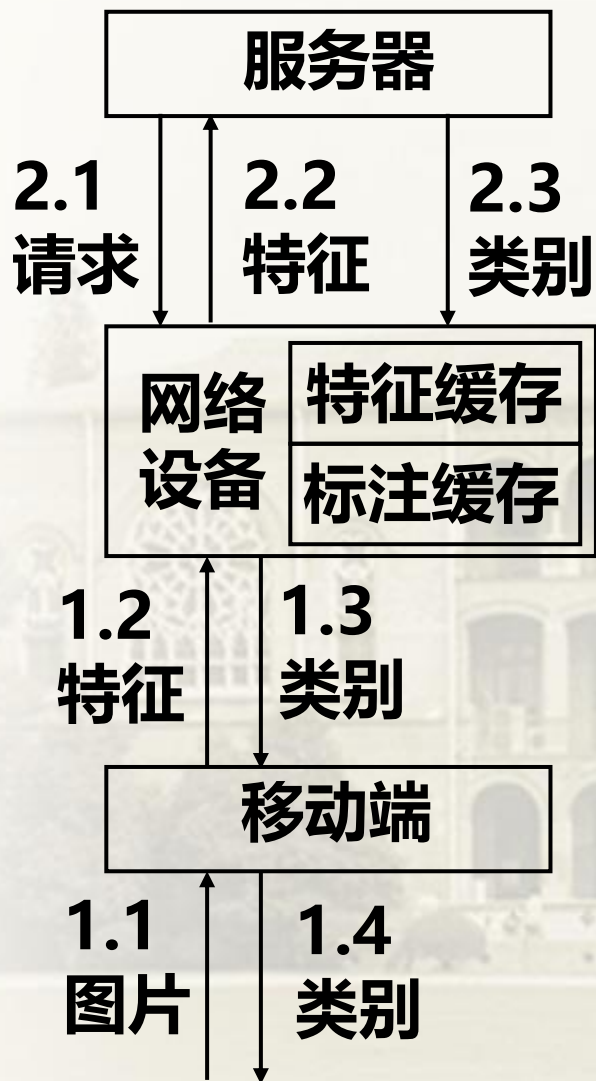 服务器
2.1
请求
2.2
特征
2.3
类别
网络
设备
特征缓存
标注缓存
1.2
特征
1.3
类别
移动端
1.1
图片
1.4
类别